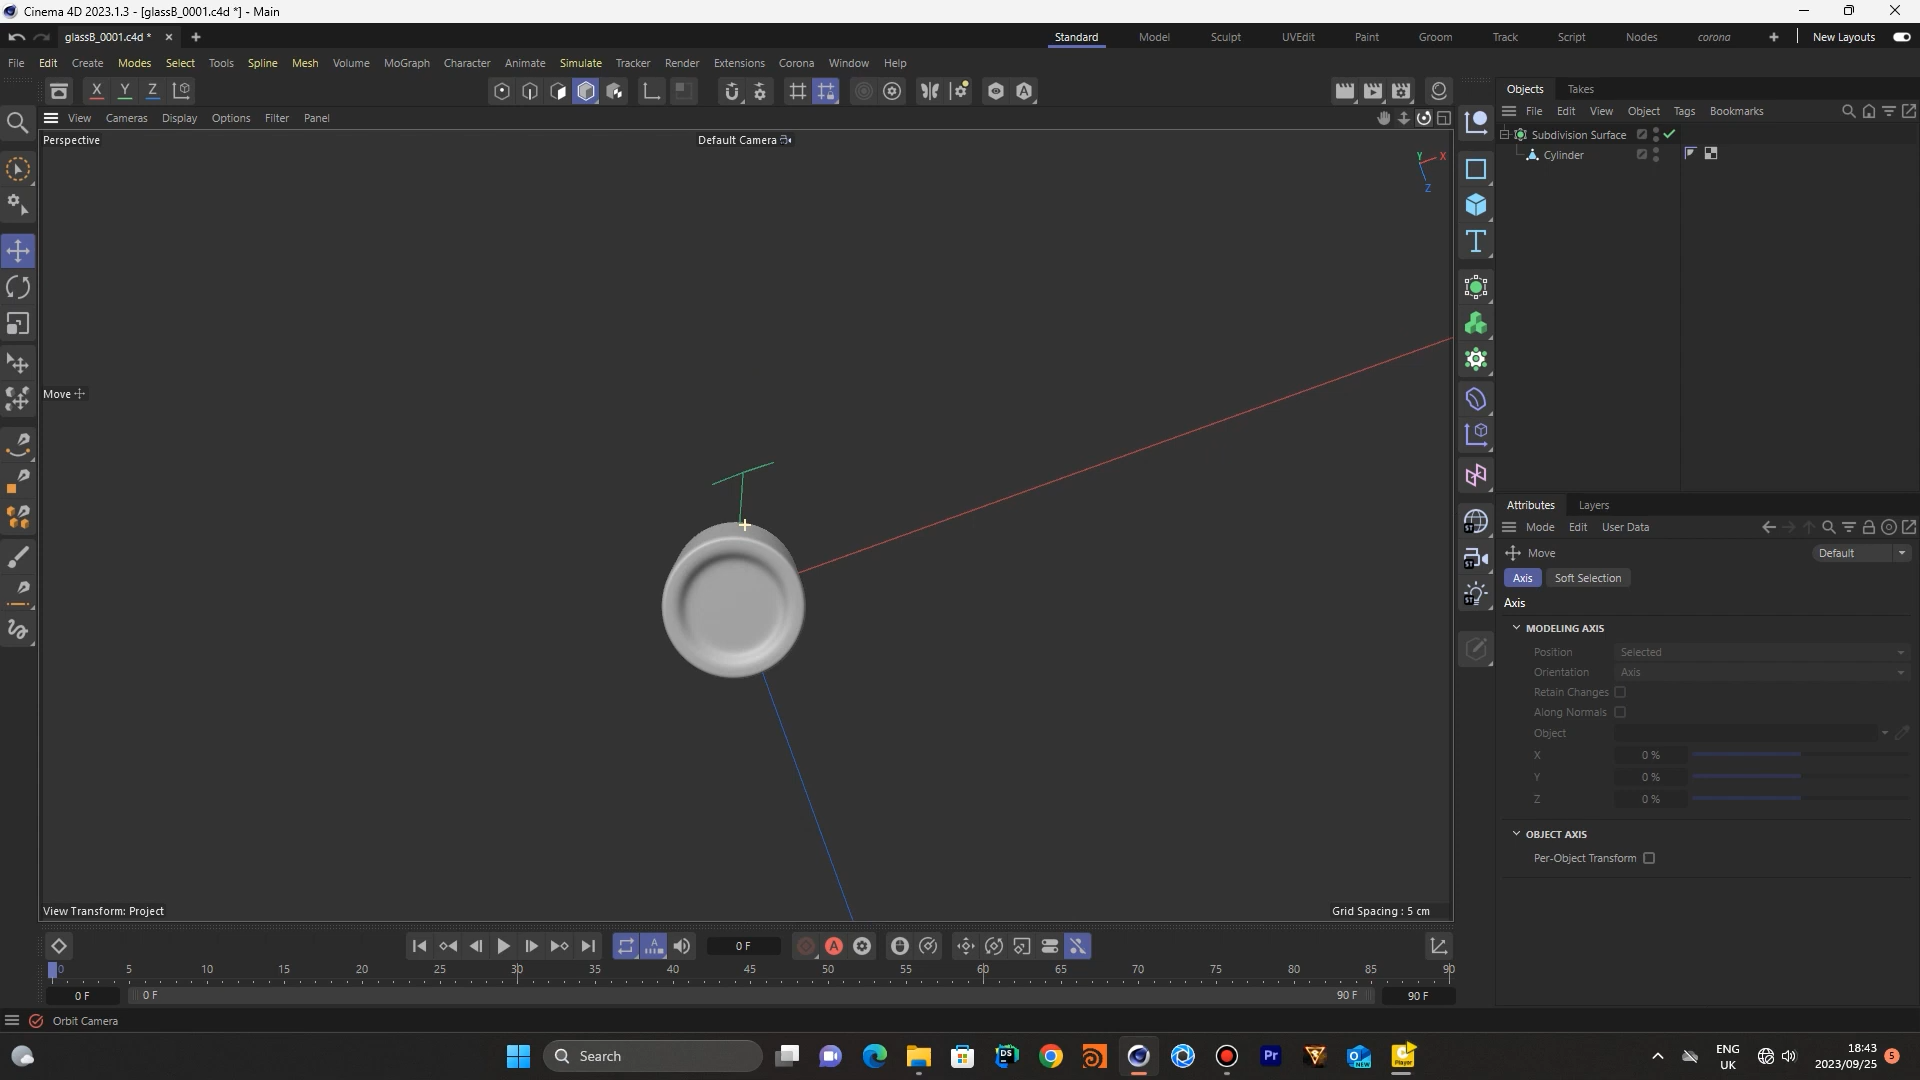 Cinema 4D 2023.1.3 - [glassB_0001.c4d *] - Main
glassB_0001.c4d * × +
Standard Model Sculpt UVEdit Paint Groom Track Script Nodes corona + New Layouts
File Edit Create Modes Select Tools Spline Mesh Volume MoGraph Character Animate Simulate Tracker Render Extensions Corona Window Help
X Y Z
Objects Takes
File Edit View Object Tags Bookmarks
View Cameras Display Options Filter Panel
Perspective
Default Camera
Y X
Z
Subdivision Surface
Cylinder
Move
Attributes Layers
Mode Edit User Data
Move
Default
Axis Soft Selection
Axis
MODELING AXIS
Position Selected
Orientation Axis
Retain Changes
Along Normals
Object
X 0 %
Y 0 %
Z 0 %
OBJECT AXIS
Per-Object Transform
View Transform: Project
Grid Spacing : 5 cm
0 F
0 5 10 15 20 25 30 35 40 45 50 55 60 65 70 75 80 85 90
0 F 0 F 90 F 90 F
Orbit Camera
Search
ENG
UK
18:43
2023/09/25
5